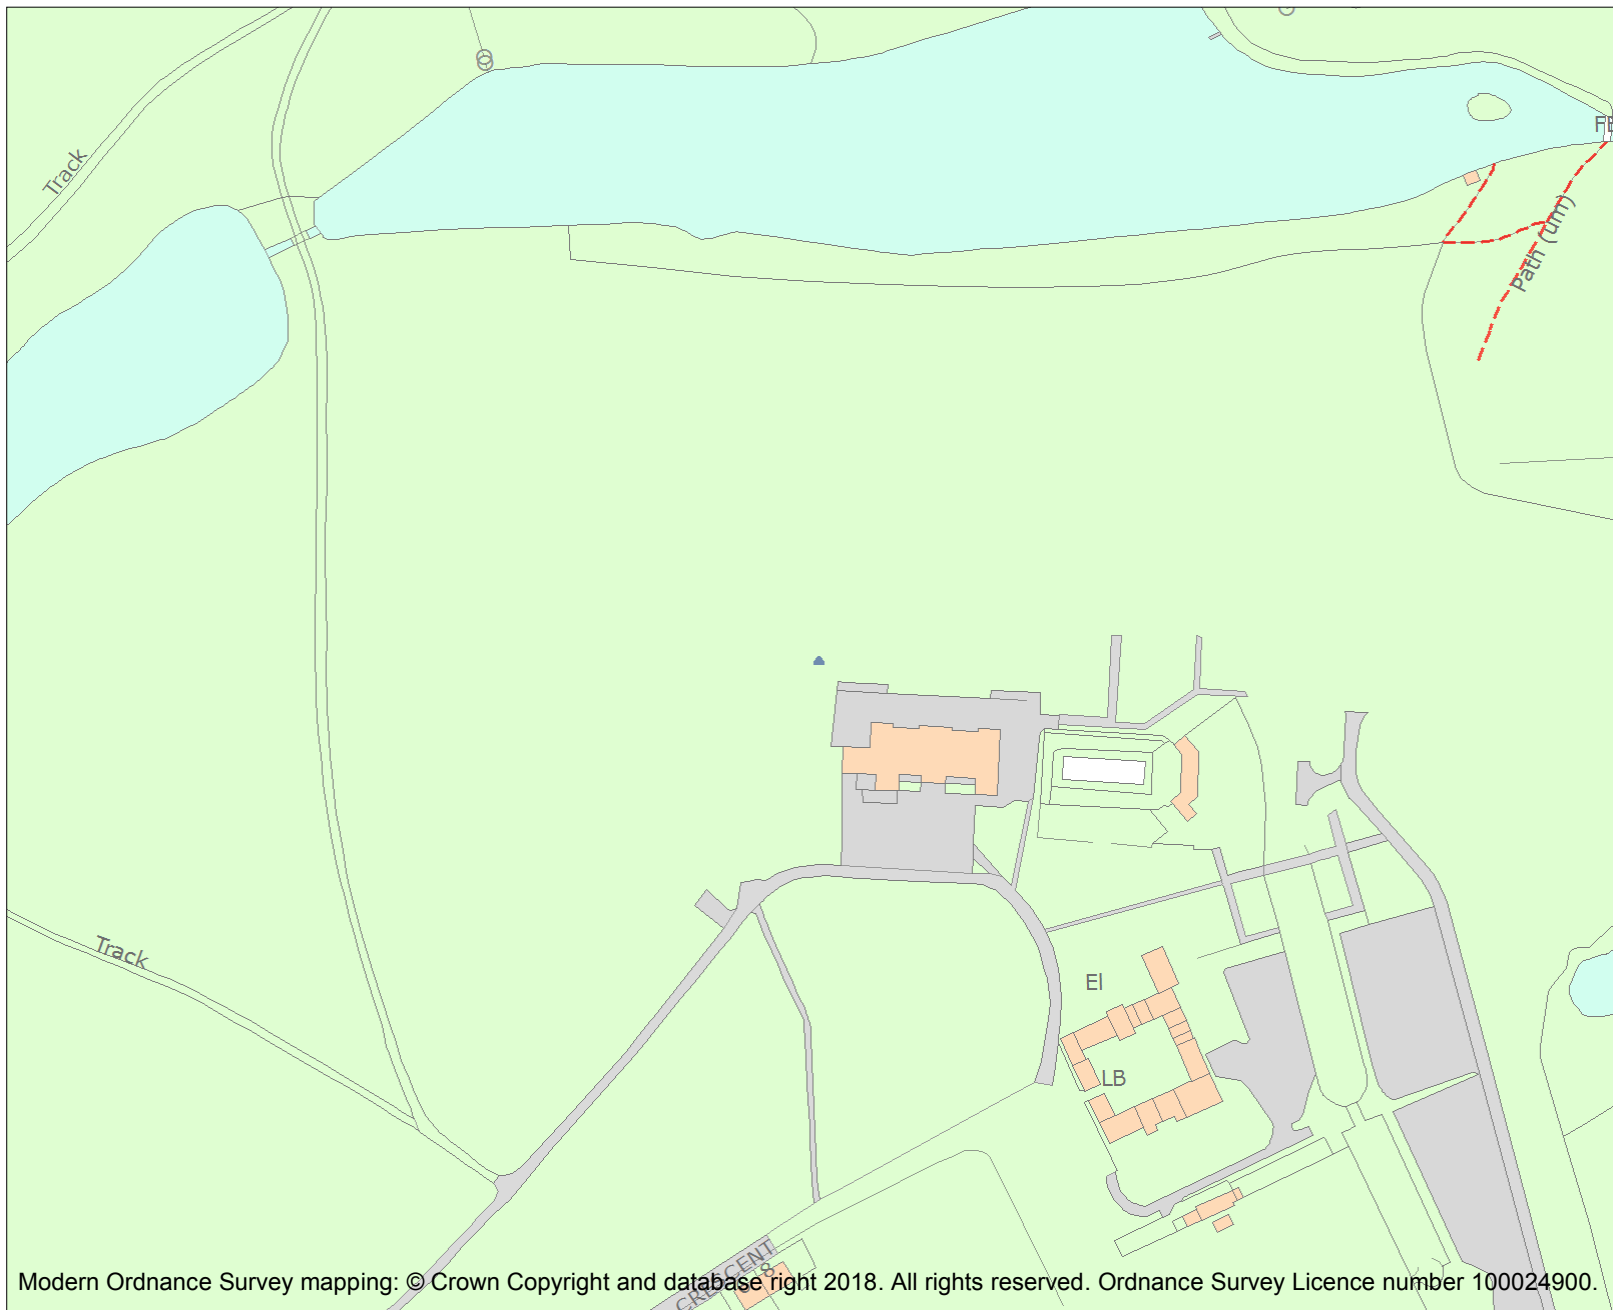 Track
Path (um)
Track
El
LB
CRESCENT
8
Modern Ordnance Survey mapping: © Crown Copyright and database right 2018. All rights reserved. Ordnance Survey Licence number 100024900.